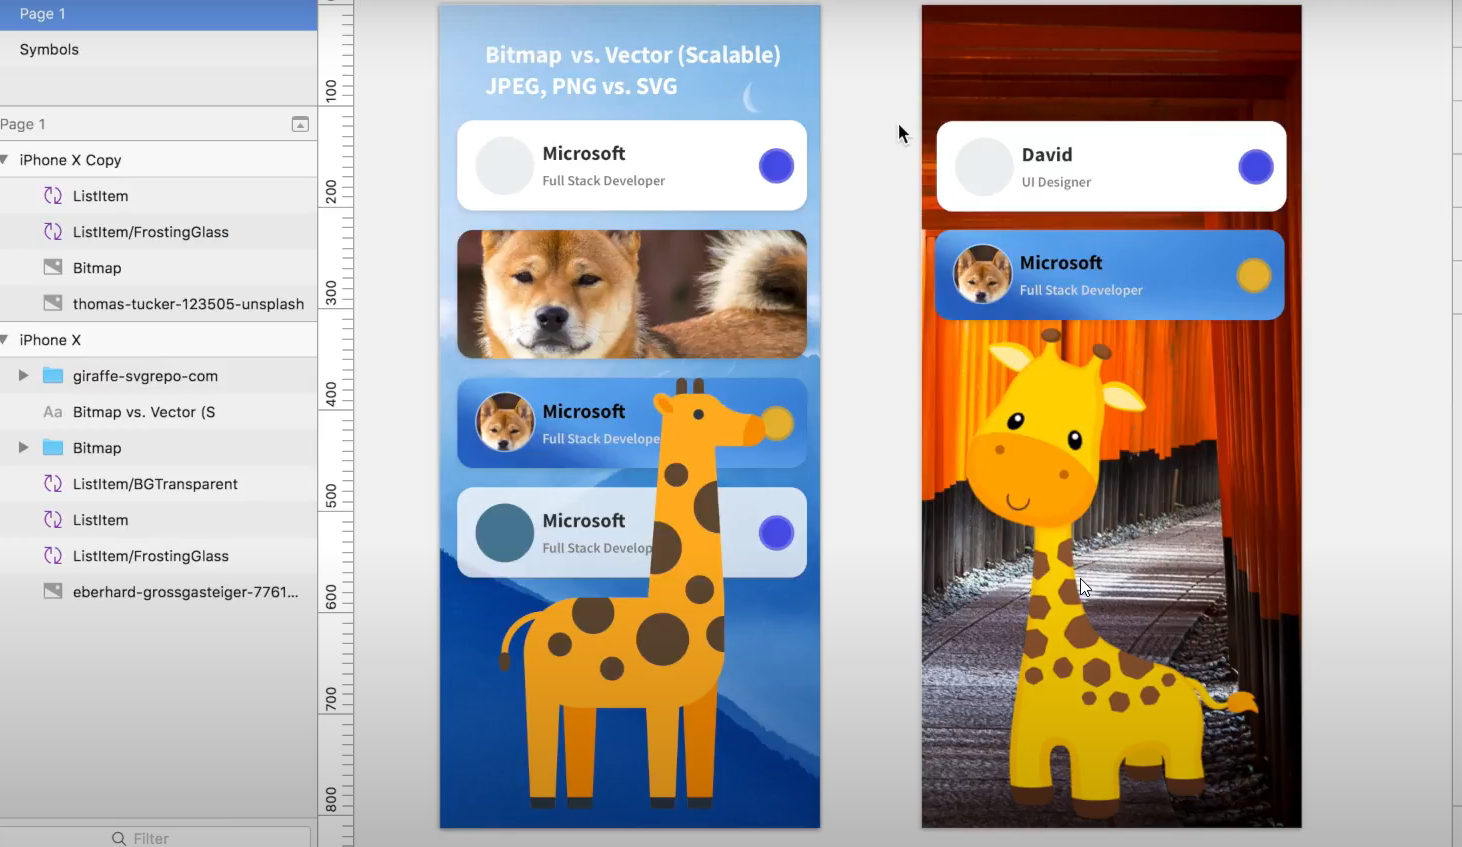 Page 1
Symbols
Page 1
iPhone X Copy
ListItem
ListItem/FrostingGlass
Bitmap
thomas-tucker-123505-unsplash
iPhone X
giraffe-svgrepo-com
Aa Bitmap vs. Vector (S
Bitmap
ListItem/BGTransparent
ListItem
ListItem/FrostingGlass
eberhard-grossgasteiger-7761...
Filter
100
200
300
400
500
600
700
800
Bitmap vs. Vector (Scalable)
JPEG, PNG vs. SVG
Microsoft
Full Stack Developer
Microsoft
Full Stack Develope
Microsoft
Full Stack Develop
David
UI Designer
Microsoft
Full Stack Developer